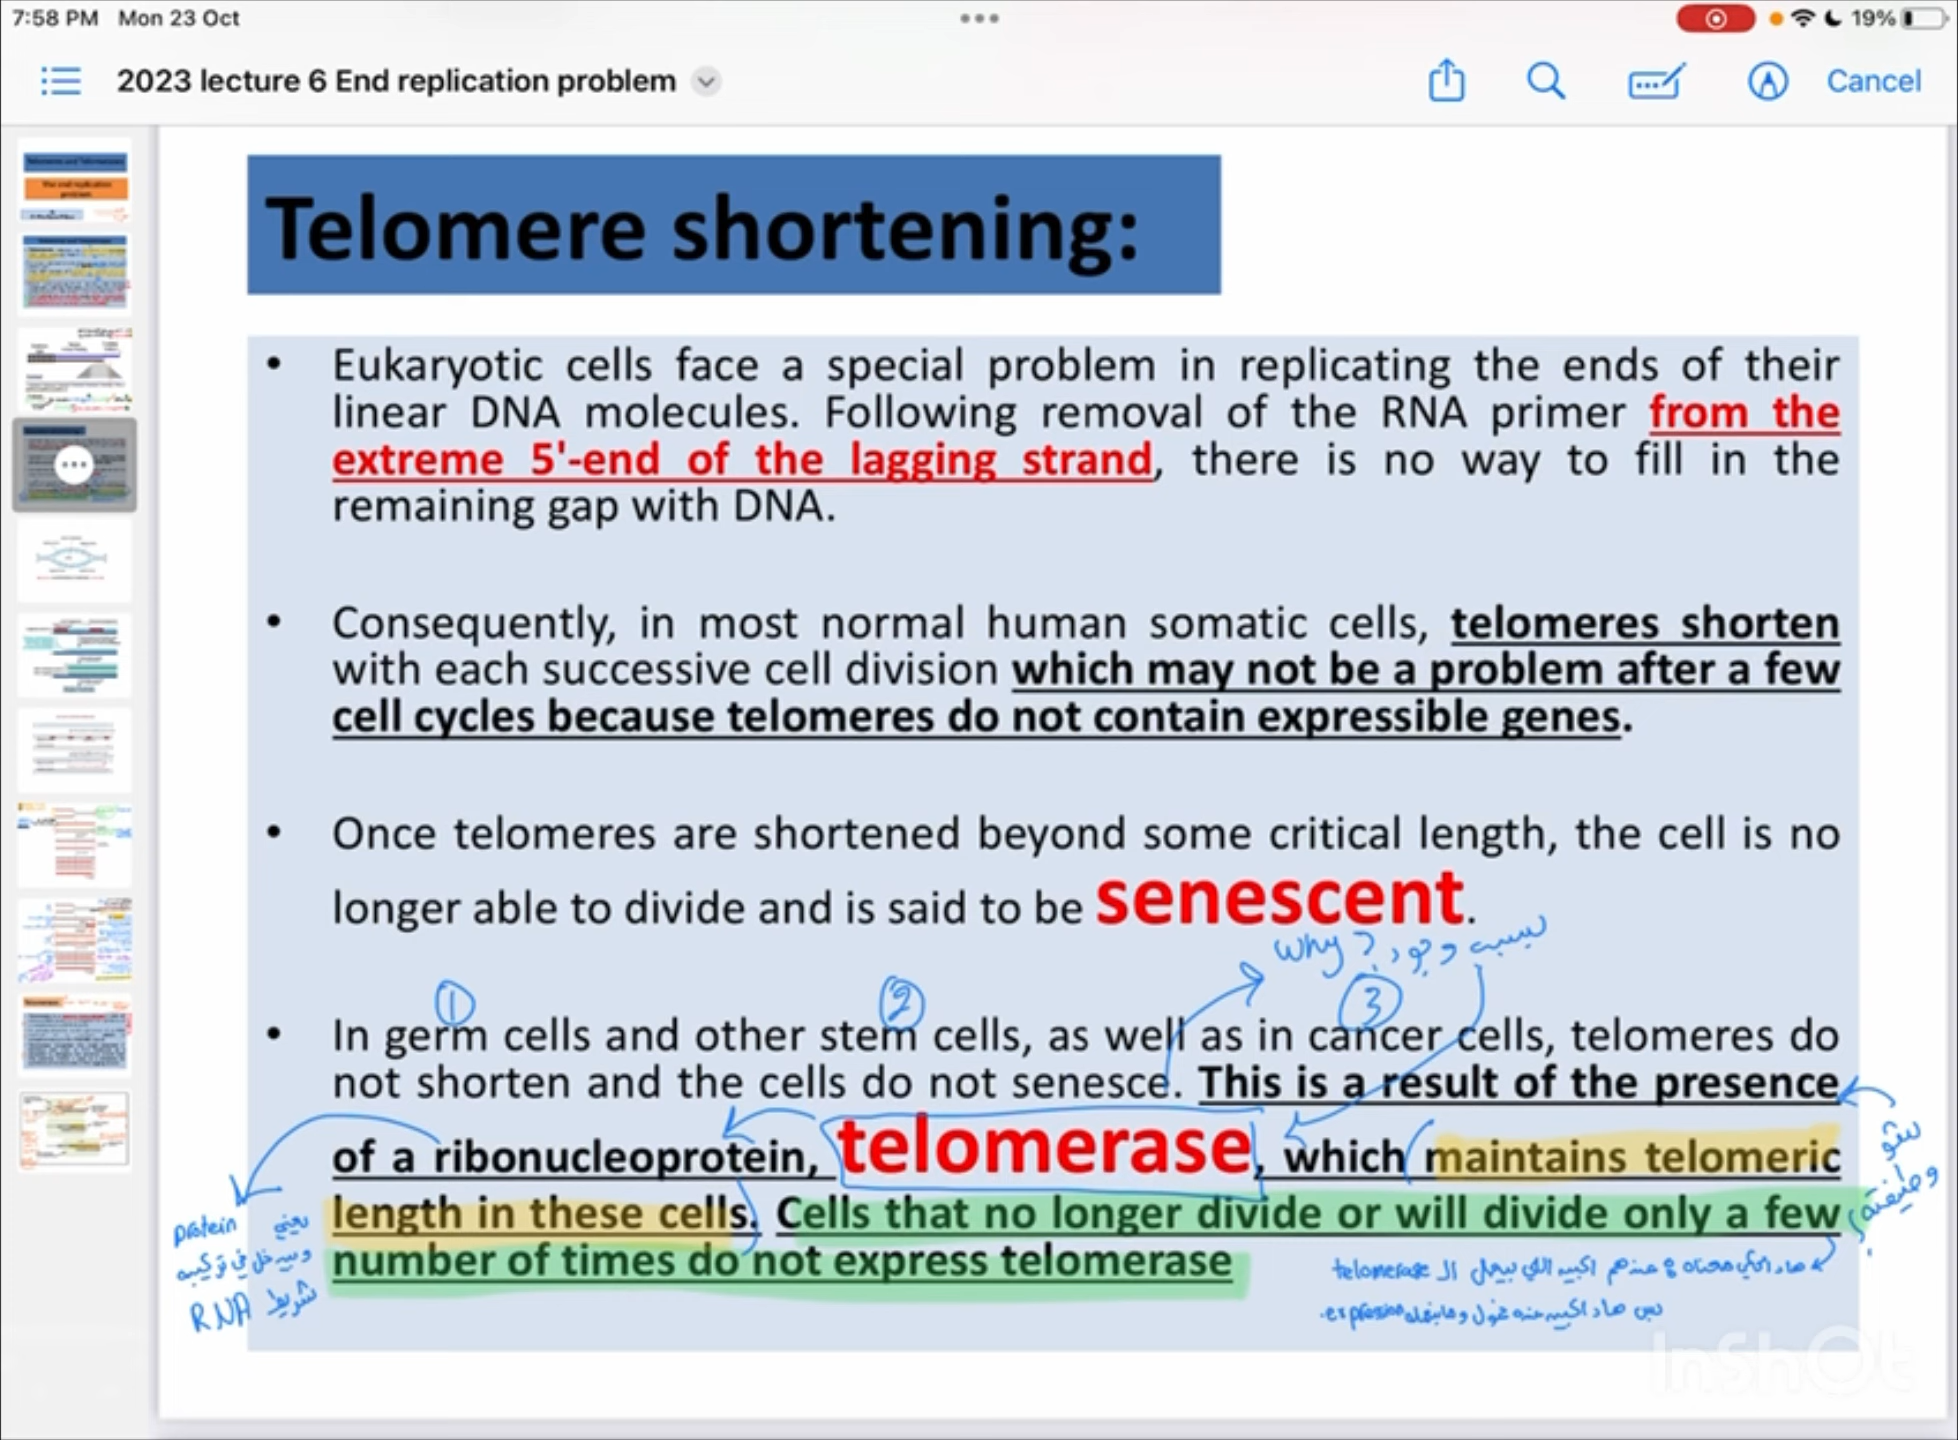 7:58 PM Mon 23 Oct
19%
2023 lecture 6 End replication problem
Cancel
Telomere shortening:
• Eukaryotic cells face a special problem in replicating the ends of their
linear DNA molecules. Following removal of the RNA primer from the
extreme 5'-end of the lagging strand, there is no way to fill in the
remaining gap with DNA.
• Consequently, in most normal human somatic cells, telomeres shorten
with each successive cell division which may not be a problem after a few
cell cycles because telomeres do not contain expressible genes.
• Once telomeres are shortened beyond some critical length, the cell is no
longer able to divide and is said to be senescent.
why? بسبب وجود
1 2 3
• In germ cells and other stem cells, as well as in cancer cells, telomeres do
not shorten and the cells do not senesce. This is a result of the presence
of a ribonucleoprotein, telomerase, which maintains telomeric
length in these cells. Cells that no longer divide or will divide only a few
number of times do not express telomerase
شو
وظيفته؟
يعني protein
وبيدخل في تركيبه
شريط RNA
telomerase
expression
InShOt